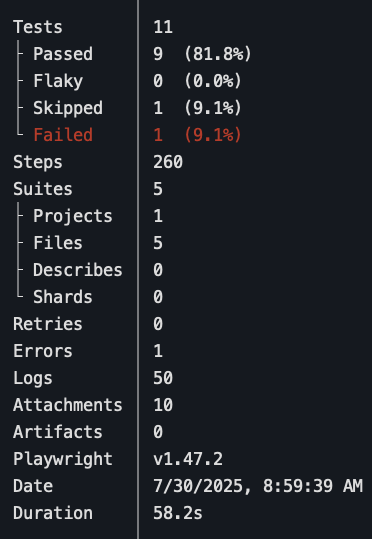 Tests 11
├ Passed 9 (81.8%)
├ Flaky 0 (0.0%)
├ Skipped 1 (9.1%)
└ Failed 1 (9.1%)
Steps 260
Suites 5
├ Projects 1
├ Files 5
├ Describes 0
└ Shards 0
Retries 0
Errors 1
Logs 50
Attachments 10
Artifacts 0
Playwright v1.47.2
Date 7/30/2025, 8:59:39 AM
Duration 58.2s